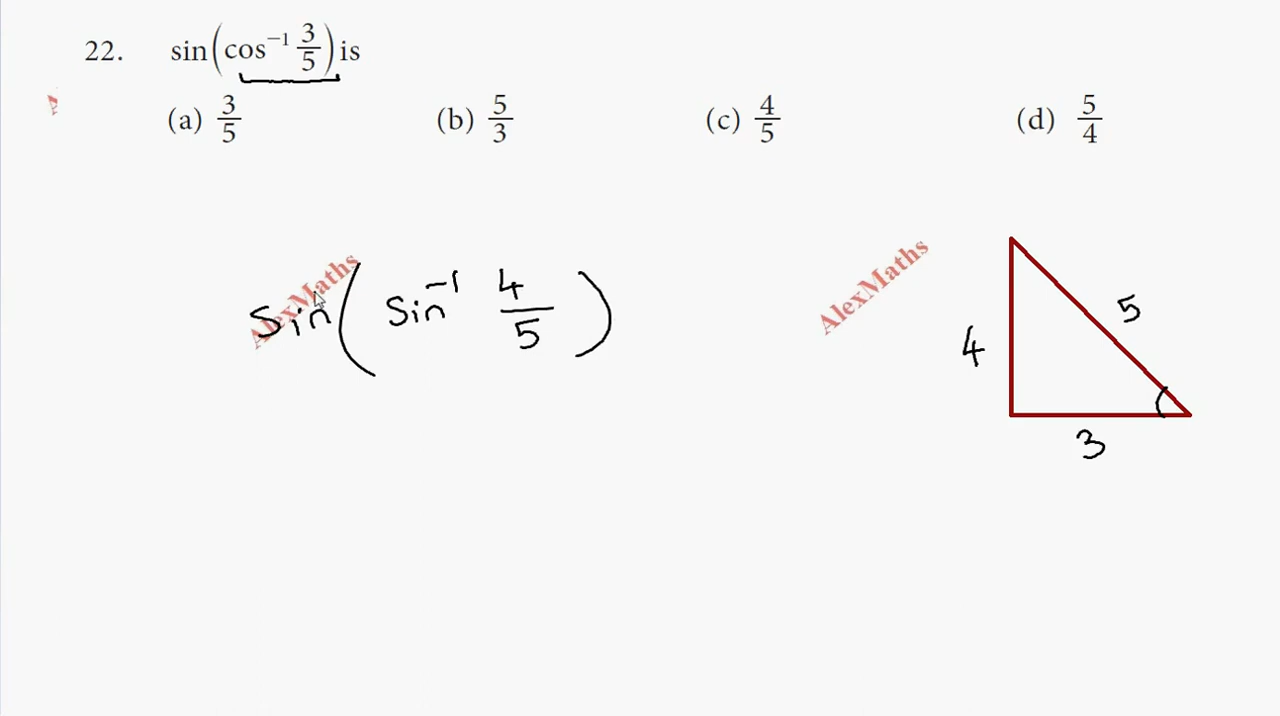 22. sin(cos⁻¹ 3/5) is
(a) 3/5 (b) 5/3 (c) 4/5 (d) 5/4
AlexMaths
AlexMaths
Sin(Sin⁻¹ 4/5)
5
4
3